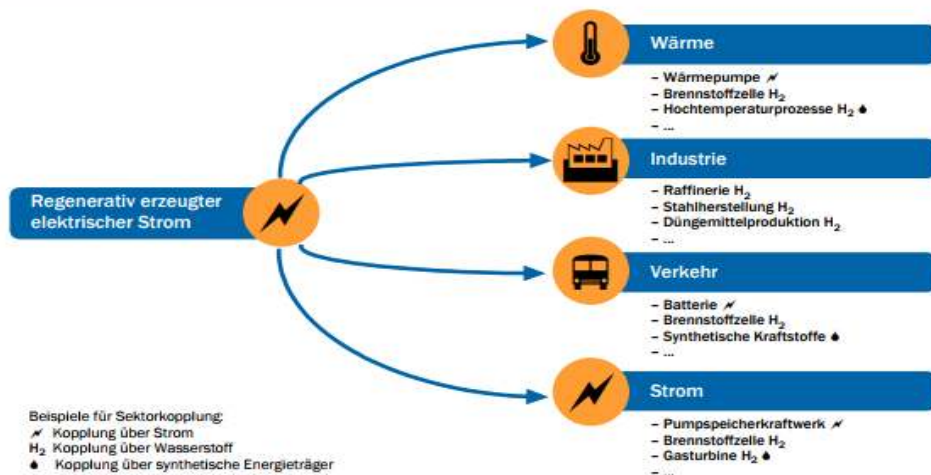 Wärme
– Wärmepumpe
– Brennstoffzelle H₂
– Hochtemperaturprozesse H₂
– ...
Industrie
– Raffinerie H₂
– Stahlherstellung H₂
– Düngemittelproduktion H₂
– ...
Regenerativ erzeugter
elektrischer Strom
Verkehr
– Batterie
– Brennstoffzelle H₂
– Synthetische Kraftstoffe
– ...
Strom
– Pumpspeicherkraftwerk
– Brennstoffzelle H₂
– Gasturbine H₂
– ...
Beispiele für Sektorkopplung:
Kopplung über Strom
H₂ Kopplung über Wasserstoff
Kopplung über synthetische Energieträger